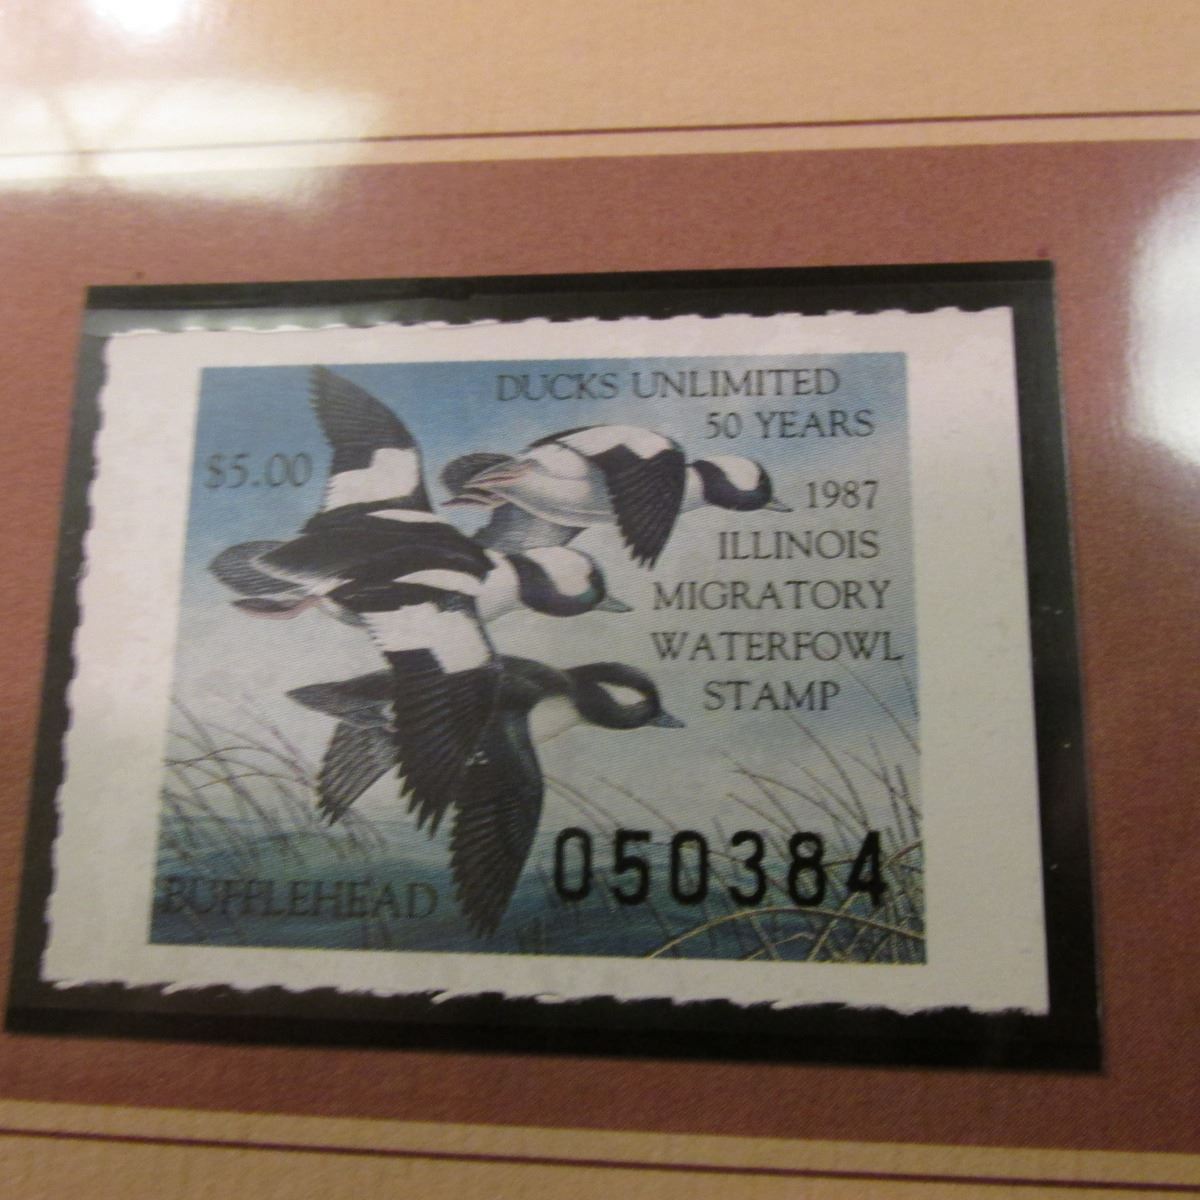 DUCKS UNLIMITED
50 YEARS
$5.00
1987
ILLINOIS
MIGRATORY
WATERFOWL
STAMP
050384
BUFFLEHEAD